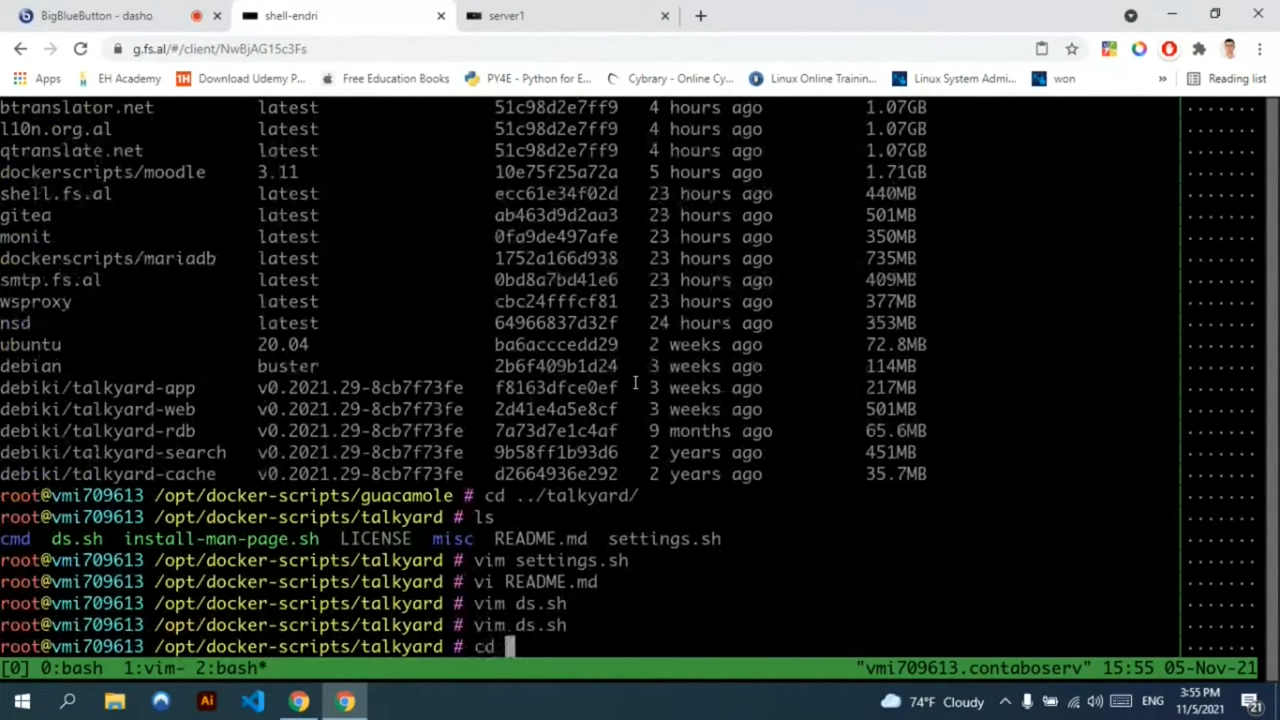 BigBlueButton - dasho
shell-endri
server1
g.fs.al/#/client/NwBjAG15c3Fs
Apps EH Academy Download Udemy P... Free Education Books PY4E - Python for E... Cybrary - Online Cy... Linux Online Trainin... Linux System Admi... won » Reading list
btranslator.net latest 51c98d2e7ff9 4 hours ago 1.07GB
l10n.org.al latest 51c98d2e7ff9 4 hours ago 1.07GB
qtranslate.net latest 51c98d2e7ff9 4 hours ago 1.07GB
dockerscripts/moodle 3.11 10e75f25a72a 5 hours ago 1.71GB
shell.fs.al latest ecc61e34f02d 23 hours ago 440MB
gitea latest ab463d9d2aa3 23 hours ago 501MB
monit latest 0fa9de497afe 23 hours ago 350MB
dockerscripts/mariadb latest 1752a166d938 23 hours ago 735MB
smtp.fs.al latest 0bd8a7bd41e6 23 hours ago 409MB
wsproxy latest cbc24fffcf81 23 hours ago 377MB
nsd latest 64966837d32f 24 hours ago 353MB
ubuntu 20.04 ba6acccedd29 2 weeks ago 72.8MB
debian buster 2b6f409b1d24 3 weeks ago 114MB
debiki/talkyard-app v0.2021.29-8cb7f73fe f8163dfce0ef 3 weeks ago 217MB
debiki/talkyard-web v0.2021.29-8cb7f73fe 2d41e4a5e8cf 3 weeks ago 501MB
debiki/talkyard-rdb v0.2021.29-8cb7f73fe 7a73d7e1c4af 9 months ago 65.6MB
debiki/talkyard-search v0.2021.29-8cb7f73fe 9b58ff1b93d6 2 years ago 451MB
debiki/talkyard-cache v0.2021.29-8cb7f73fe d2664936e292 2 years ago 35.7MB
root@vmi709613 /opt/docker-scripts/guacamole # cd ../talkyard/
root@vmi709613 /opt/docker-scripts/talkyard # ls
cmd ds.sh install-man-page.sh LICENSE misc README.md settings.sh
root@vmi709613 /opt/docker-scripts/talkyard # vim settings.sh
root@vmi709613 /opt/docker-scripts/talkyard # vi README.md
root@vmi709613 /opt/docker-scripts/talkyard # vim ds.sh
root@vmi709613 /opt/docker-scripts/talkyard # vim ds.sh
root@vmi709613 /opt/docker-scripts/talkyard # cd
[0] 0:bash 1:vim- 2:bash* "vmi709613.contaboserv" 15:55 05-Nov-21
Ai 74°F Cloudy ENG 3:55 PM
11/5/2021 21